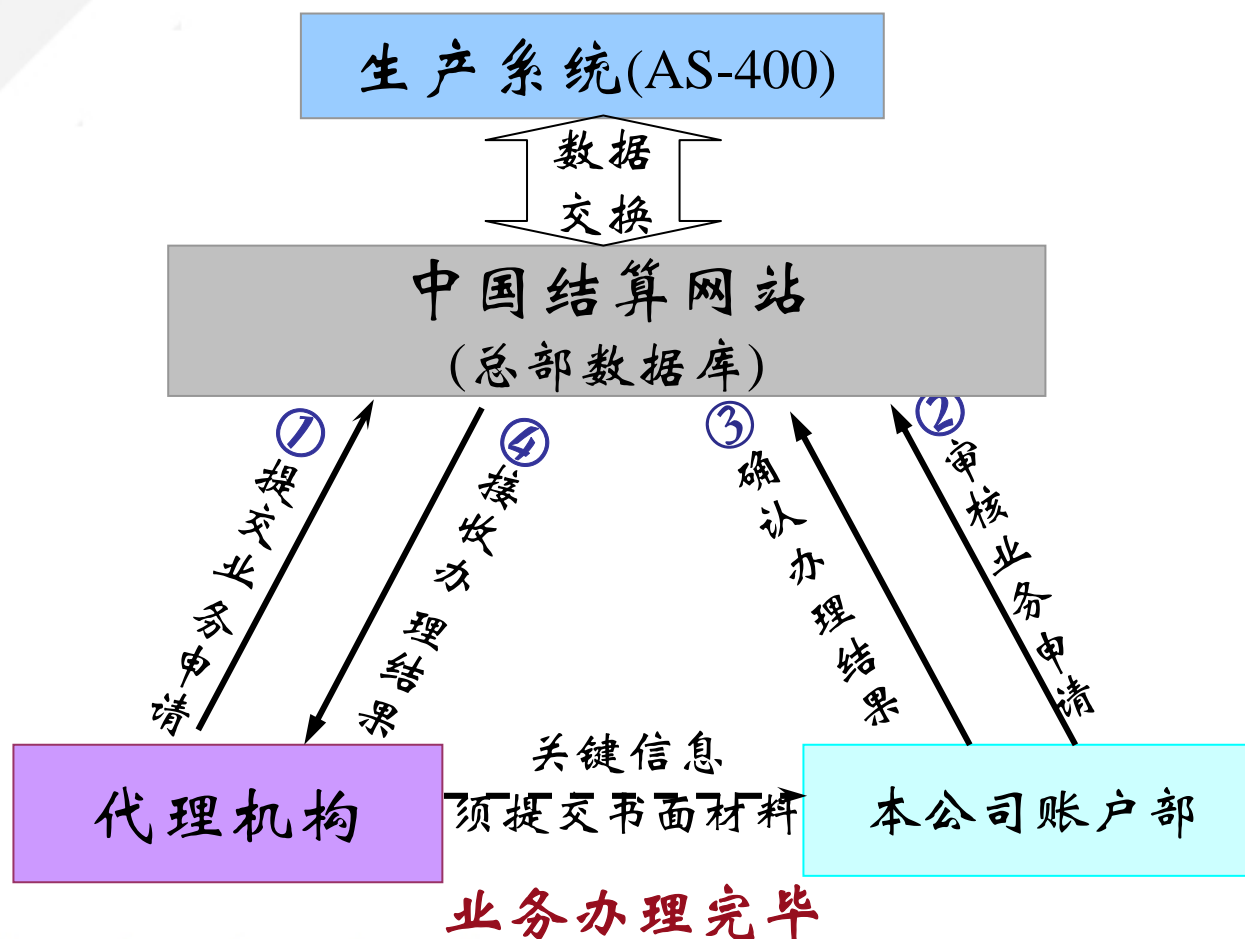 生产系统(AS-400)
数据
交换
中国结算网站
(总部数据库)
①提交业务申请
④接收办理结果
③确认办理结果
②审核业务申请
关键信息
须提交书面材料
代理机构
本公司账户部
业务办理完毕